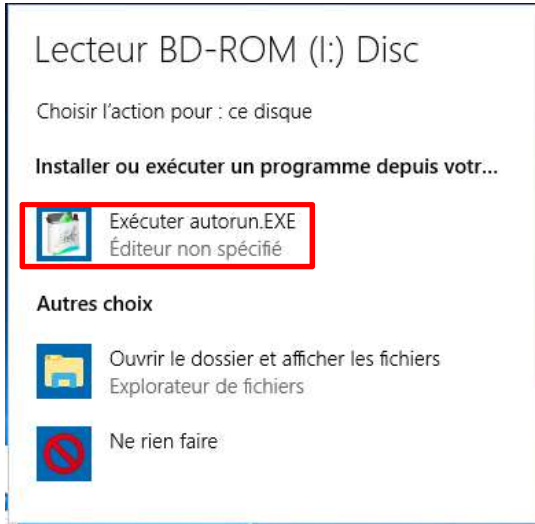 Lecteur BD-ROM (I:) Disc
Choisir l'action pour : ce disque
Installer ou exécuter un programme depuis votr...
Exécuter autorun.EXE
Éditeur non spécifié
Autres choix
Ouvrir le dossier et afficher les fichiers
Explorateur de fichiers
Ne rien faire